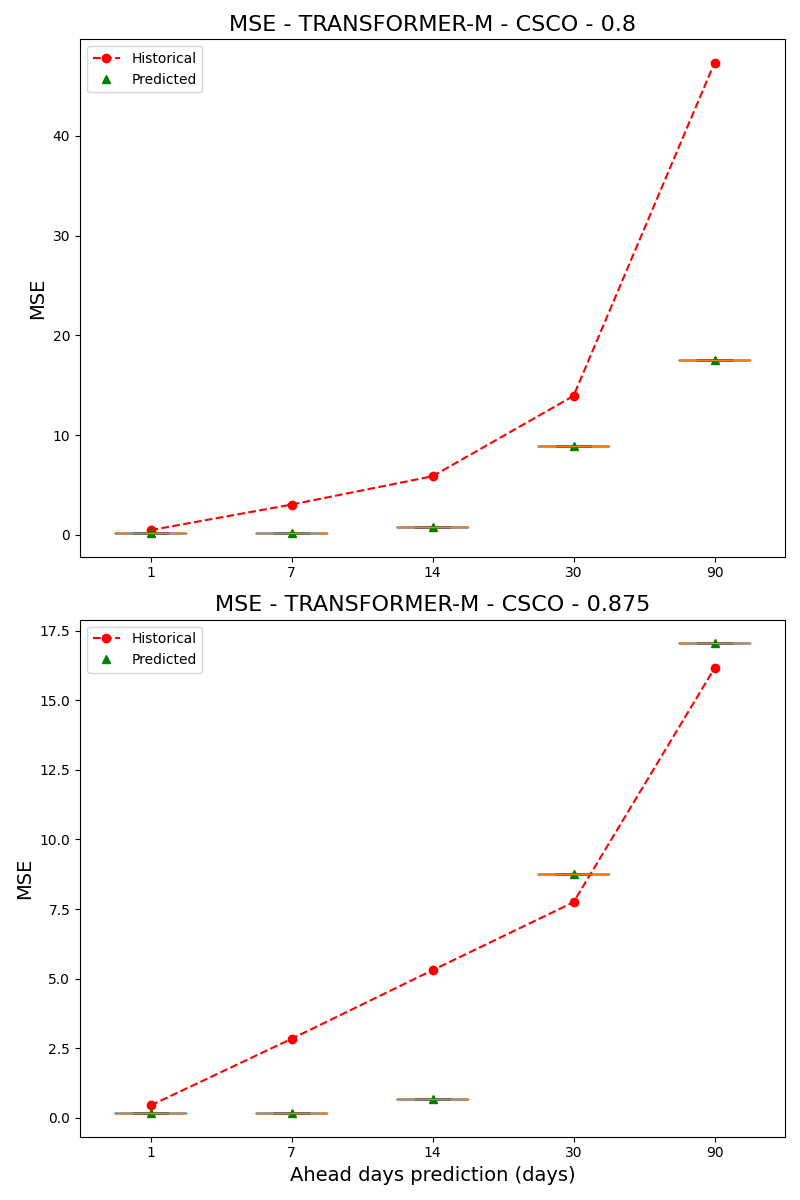 MSE - TRANSFORMER-M - CSCO - 0.8
Historical
Predicted
MSE
40
30
20
10
0
1 7 14 30 90
MSE - TRANSFORMER-M - CSCO - 0.875
Historical
Predicted
MSE
17.5
15.0
12.5
10.0
7.5
5.0
2.5
0.0
1 7 14 30 90
Ahead days prediction (days)